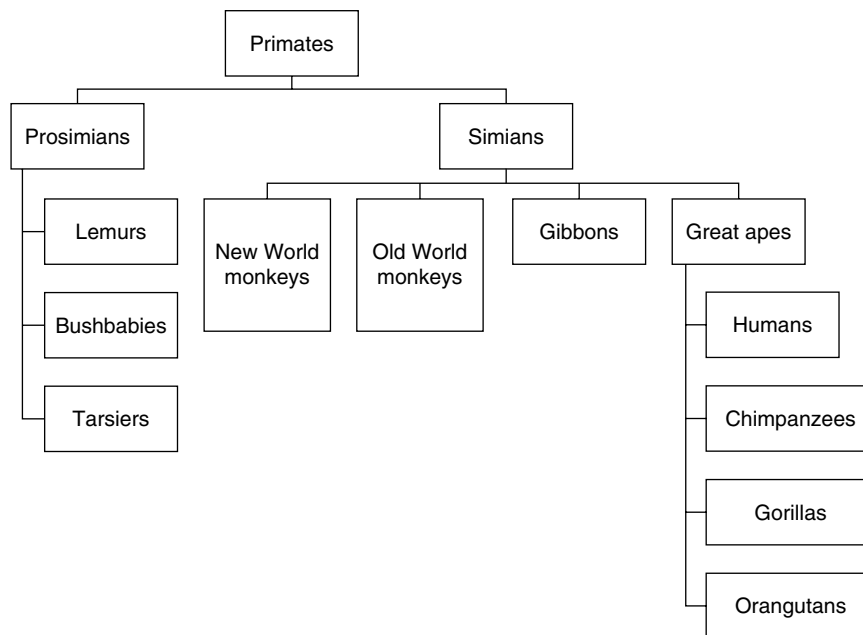 Primates
Prosimians
Simians
Lemurs
Bushbabies
Tarsiers
New World
monkeys
Old World
monkeys
Gibbons
Great apes
Humans
Chimpanzees
Gorillas
Orangutans